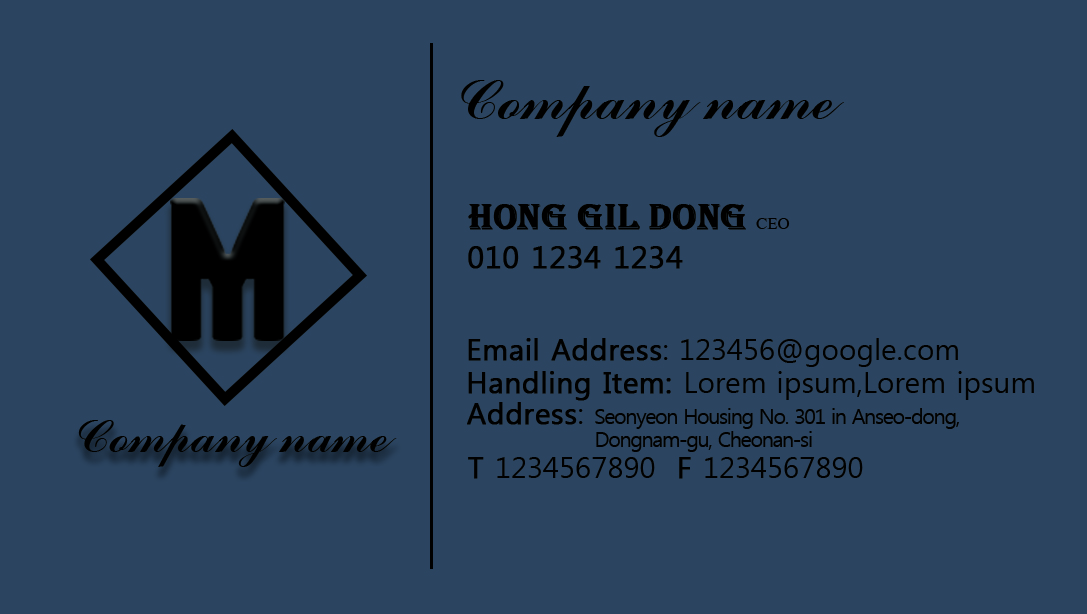 M
Company name
Company name
HONG GIL DONG CEO
010 1234 1234
Email Address: 123456@google.com
Handling Item: Lorem ipsum,Lorem ipsum
Address: Seonyeon Housing No. 301 in Anseo-dong,
Dongnam-gu, Cheonan-si
T 1234567890 F 1234567890